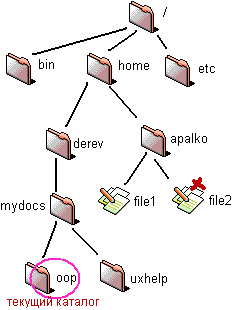 /
bin
home
etc
derev
apalko
mydocs
file1
file2
oop
uxhelp
текущий каталог